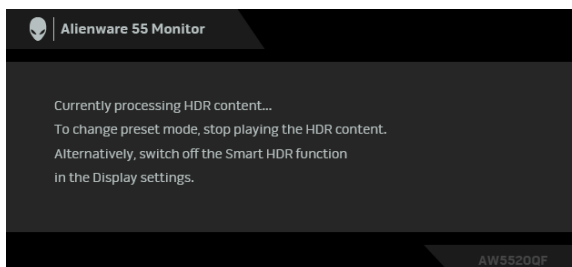 Alienware 55 Monitor
Currently processing HDR content...
To change preset mode, stop playing the HDR content.
Alternatively, switch off the Smart HDR function
in the Display settings.
AW5520QF